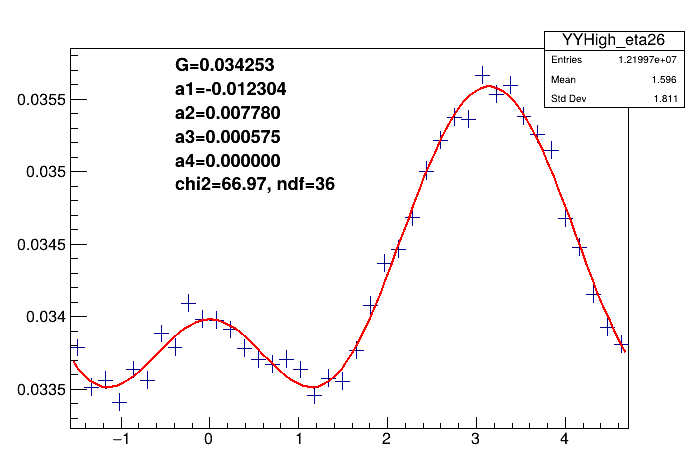 YYHigh_eta26
Entries 1.21997e+07
Mean 1.596
Std Dev 1.811
G=0.034253
a1=-0.012304
a2=0.007780
a3=0.000575
a4=0.000000
chi2=66.97, ndf=36
0.0355
0.035
0.0345
0.034
0.0335
−1 0 1 2 3 4